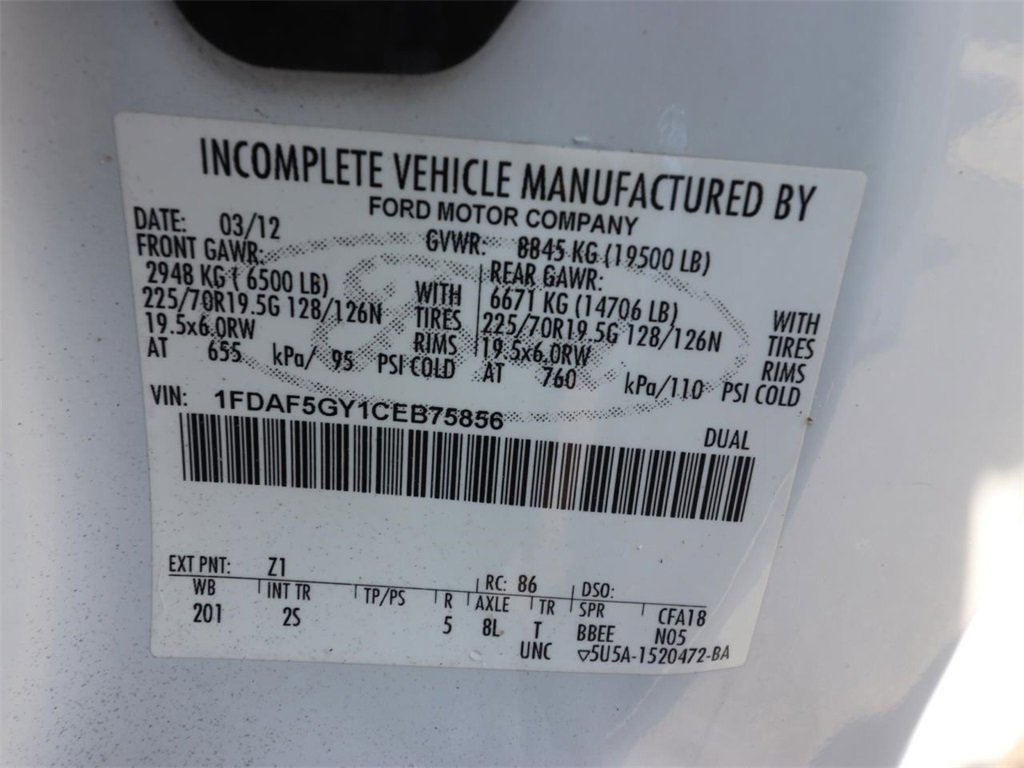 INCOMPLETE VEHICLE MANUFACTURED BY
FORD MOTOR COMPANY
DATE: 03/12 GVWR: 8845 KG (19500 LB)
FRONT GAWR: REAR GAWR:
2948 KG ( 6500 LB) WITH 6671 KG (14706 LB) WITH
225/70R19.5G 128/126N TIRES 225/70R19.5G 128/126N TIRES
19.5x6.0RW RIMS 19.5x6.0RW RIMS
AT 655 kPa/ 95 PSI COLD AT 760 kPa/110 PSI COLD
VIN: 1FDAF5GY1CEB75856
DUAL
EXT PNT: Z1 RC: 86 DSO:
WB INT TR TP/PS R AXLE TR SPR CFA18
201 2S 5 8L T BBEE N05
UNC ▽5U5A-1520472-BA